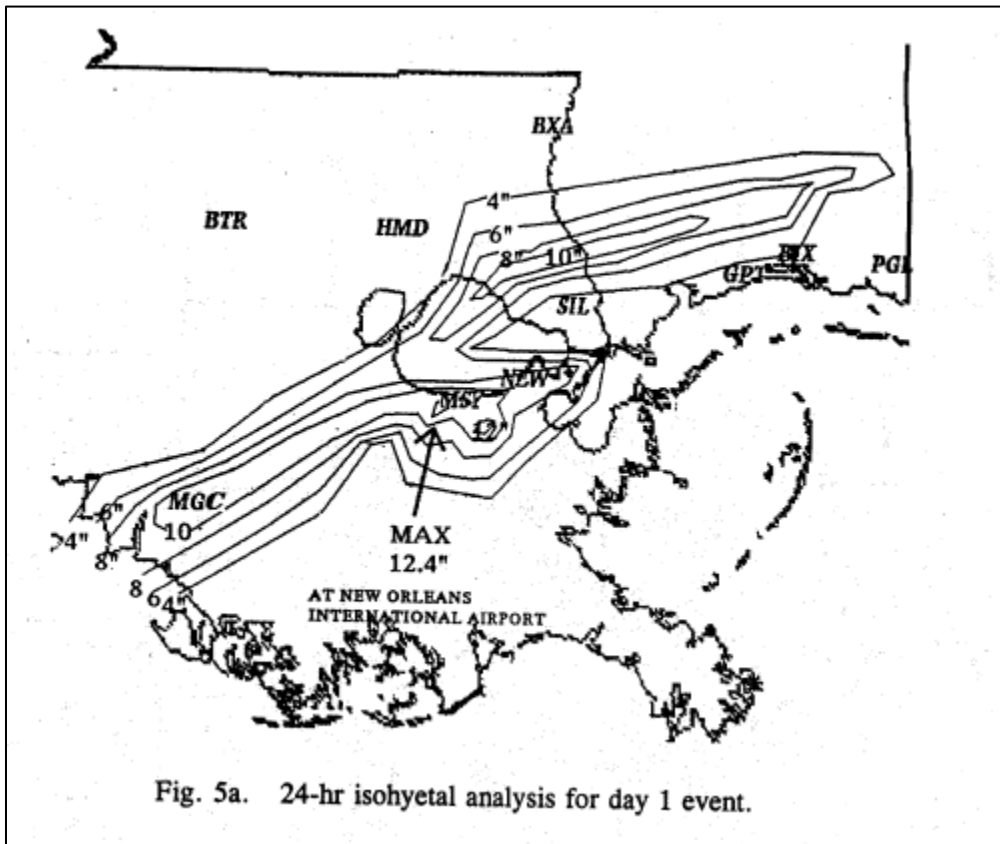 BXA
4"
BTR
HMD
6"
8"
10"
BIX
GPT
PGL
SIL
NEW
MSY
12"
MGC
6"
10"
4"
8"
MAX
12.4"
8
6
4"
AT NEW ORLEANS
INTERNATIONAL AIRPORT
Fig. 5a. 24-hr isohyetal analysis for day 1 event.